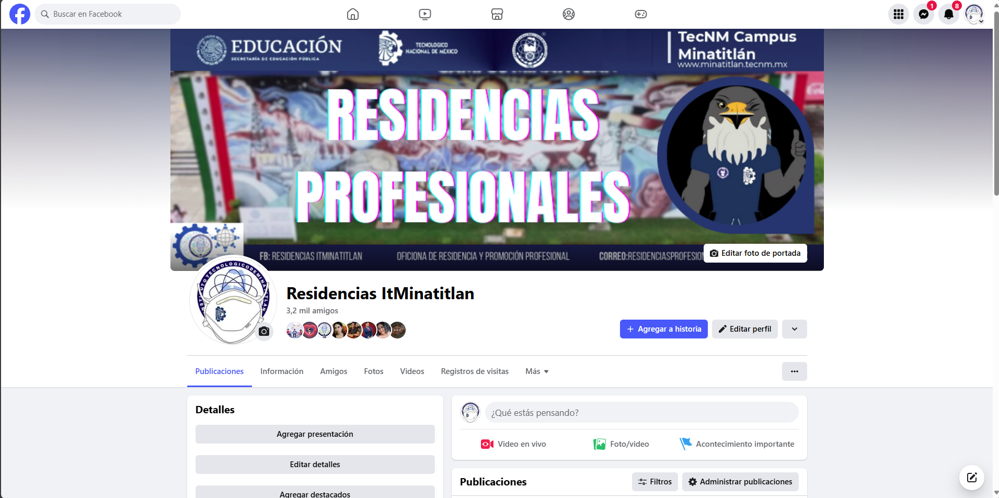 Buscar en Facebook
1
8
EDUCACIÓN
SECRETARÍA DE EDUCACIÓN PÚBLICA
TECNOLÓGICO
NACIONAL DE MÉXICO
TecNM Campus
Minatitlán
www.minatitlan.tecnm.mx
RESIDENCIAS
PROFESIONALES
FB: RESIDENCIAS ITMINATITLAN
OFICIONA DE RESIDENCIA Y PROMOCIÓN PROFESIONAL
CORREO:RESIDENCIASPROFESION
Editar foto de portada
Residencias ItMinatitlan
3,2 mil amigos
Agregar a historia
Editar perfil
Publicaciones
Información
Amigos
Fotos
Videos
Registros de visitas
Más
Detalles
Agregar presentación
Editar detalles
Agregar destacados
¿Qué estás pensando?
Video en vivo
Foto/video
Acontecimiento importante
Publicaciones
Filtros
Administrar publicaciones